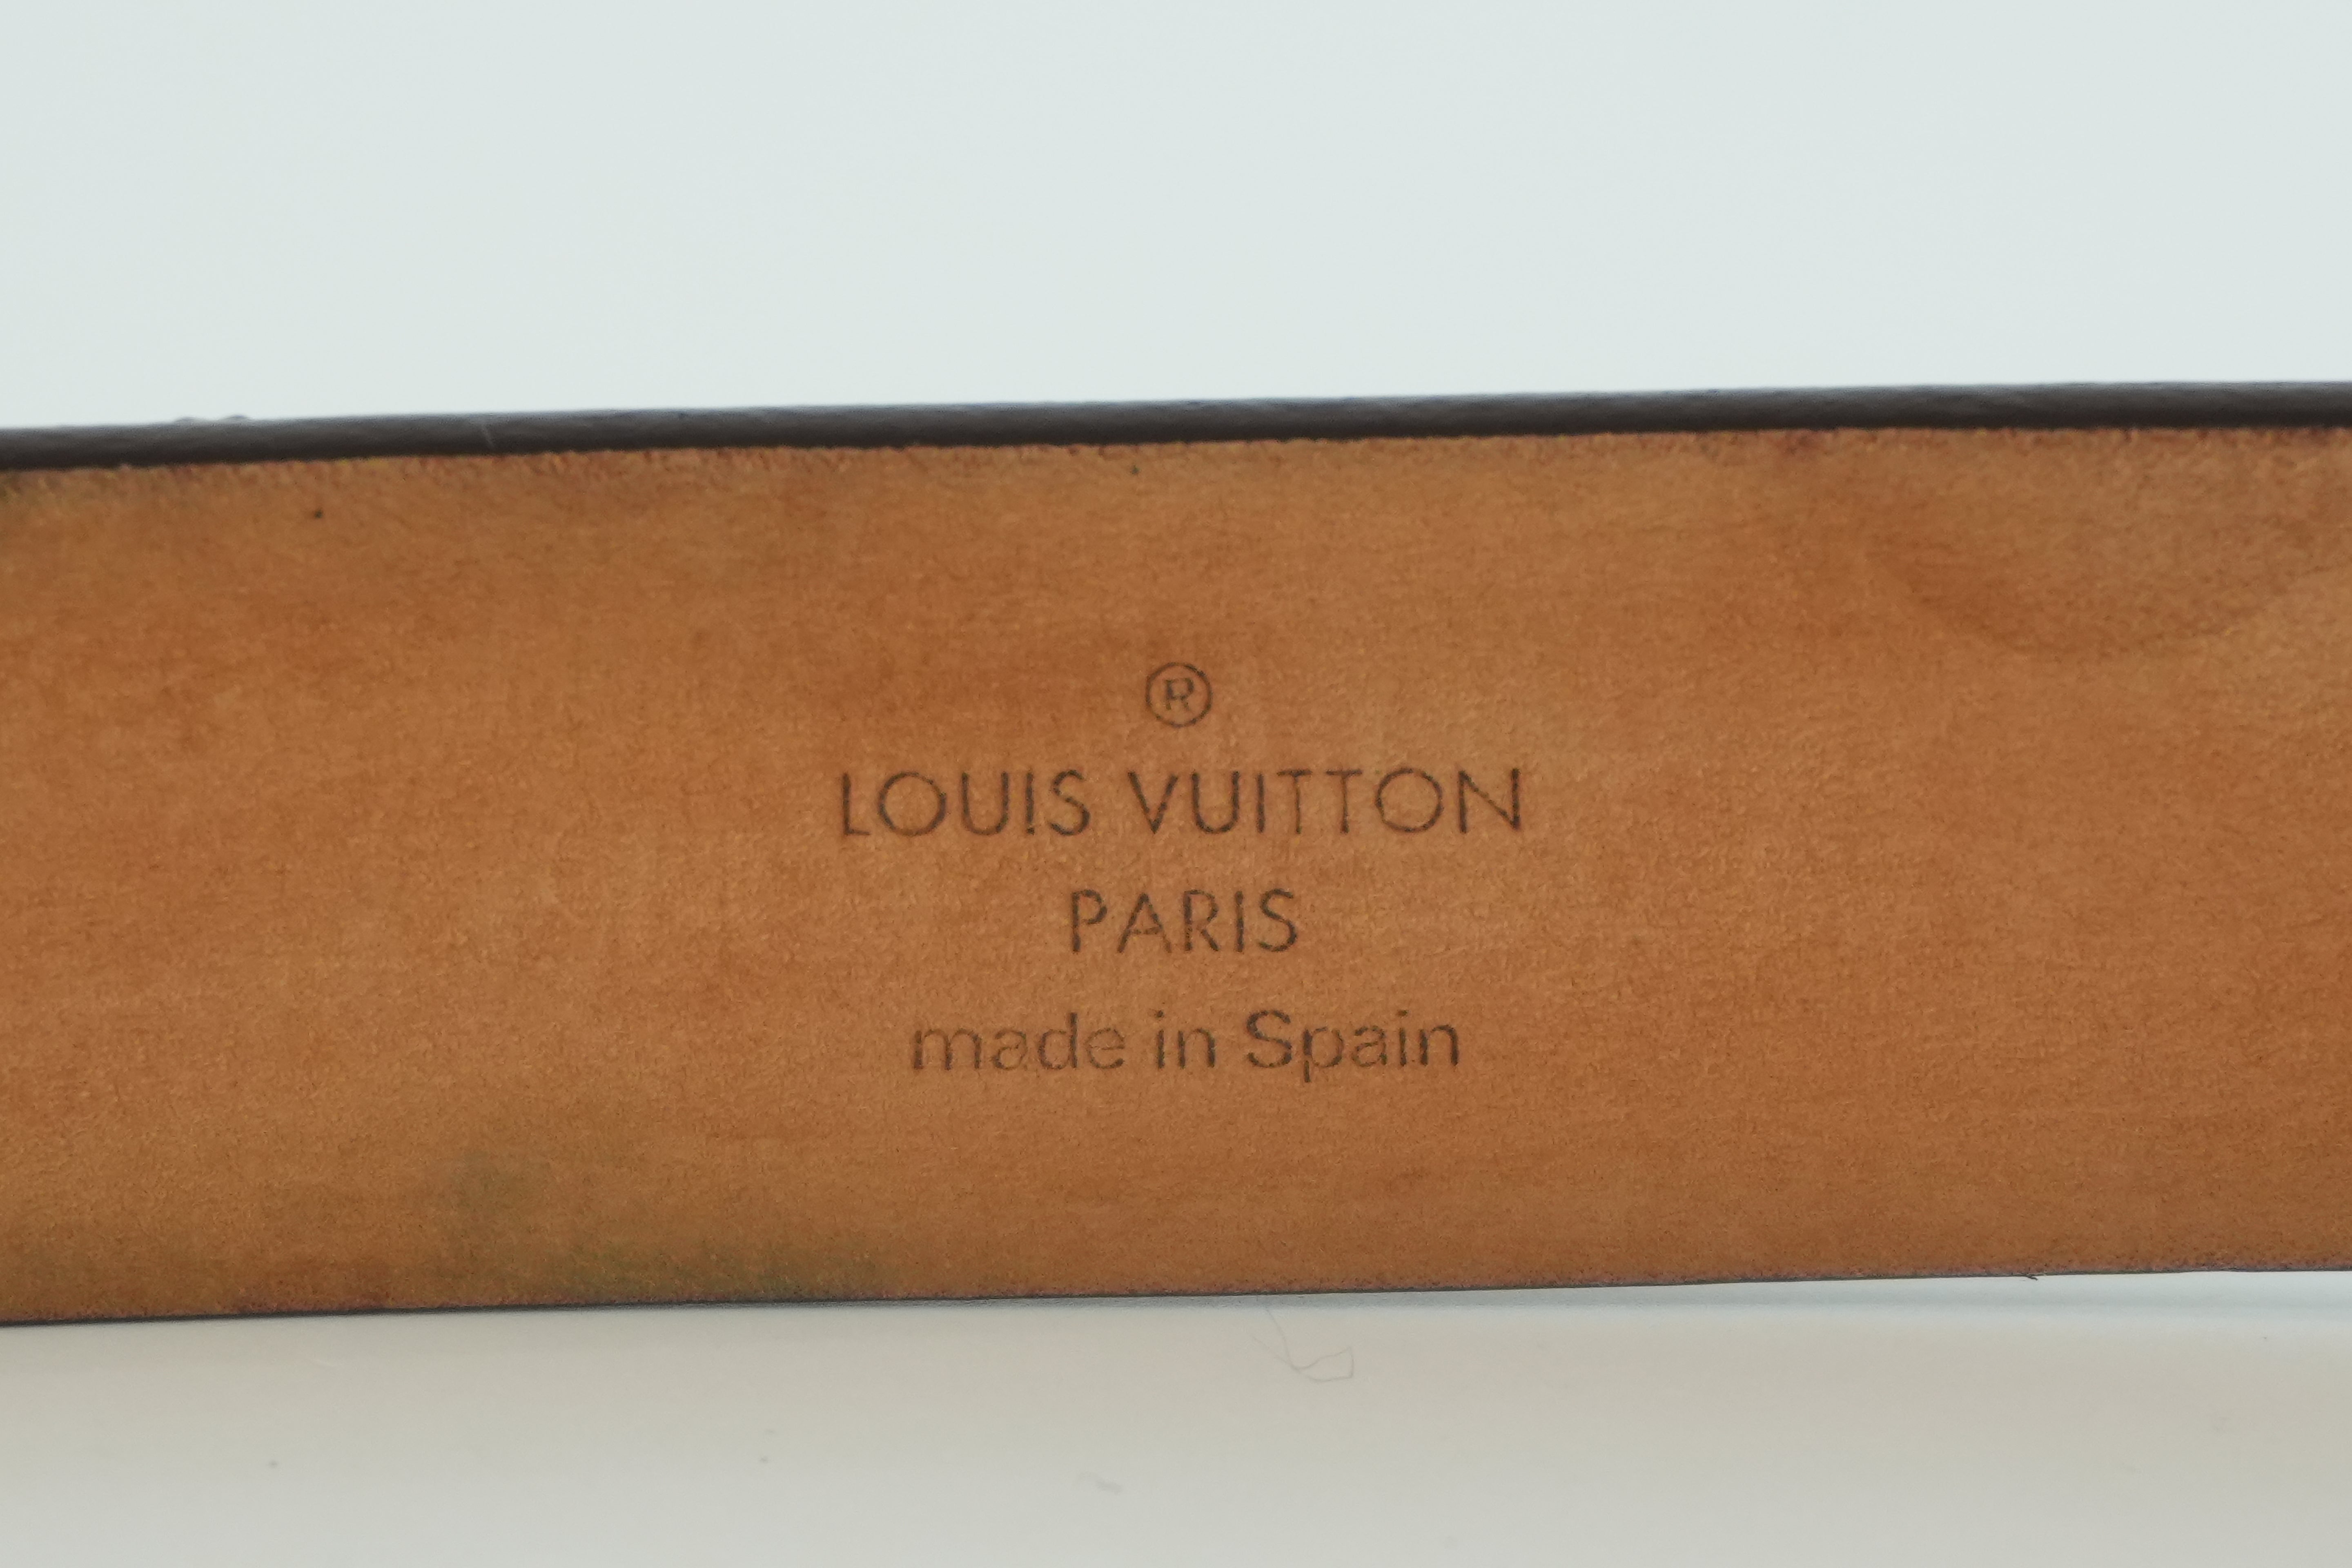 ®
LOUIS VUITTON
PARIS
made in Spain